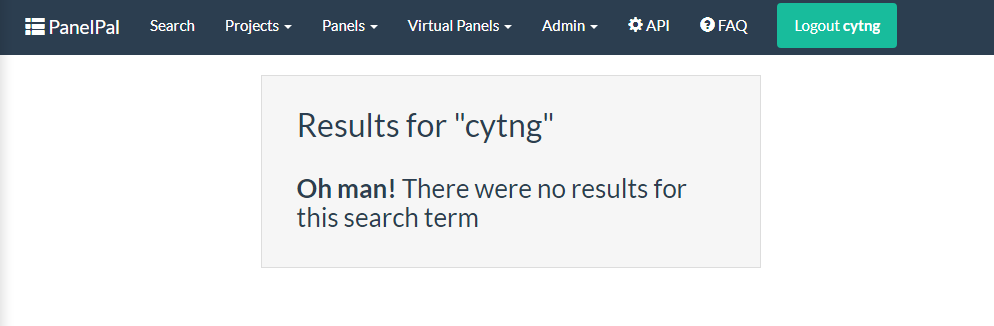 PanelPal Search Projects Panels Virtual Panels Admin API FAQ Logout cytng
Results for "cytng"
Oh man! There were no results for
this search term